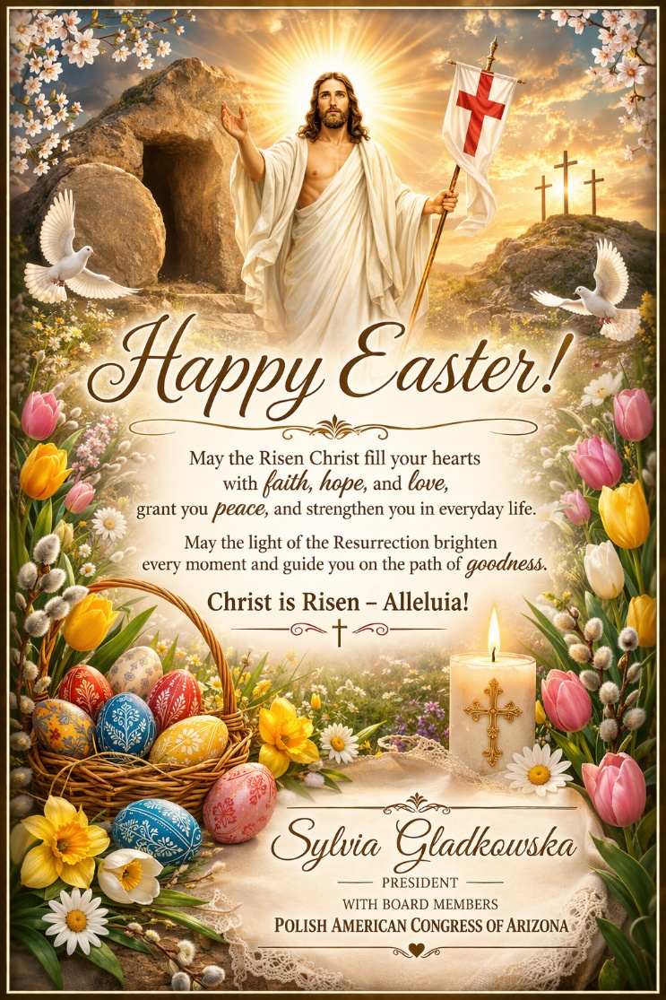 Happy Easter!
May the Risen Christ fill your hearts
with faith, hope, and love,
grant you peace, and strengthen you in everyday life.
May the light of the Resurrection brighten
every moment and guide you on the path of goodness.
Christ is Risen – Alleluia!
Sylvia Gladkowska
PRESIDENT
WITH BOARD MEMBERS
POLISH AMERICAN CONGRESS OF ARIZONA